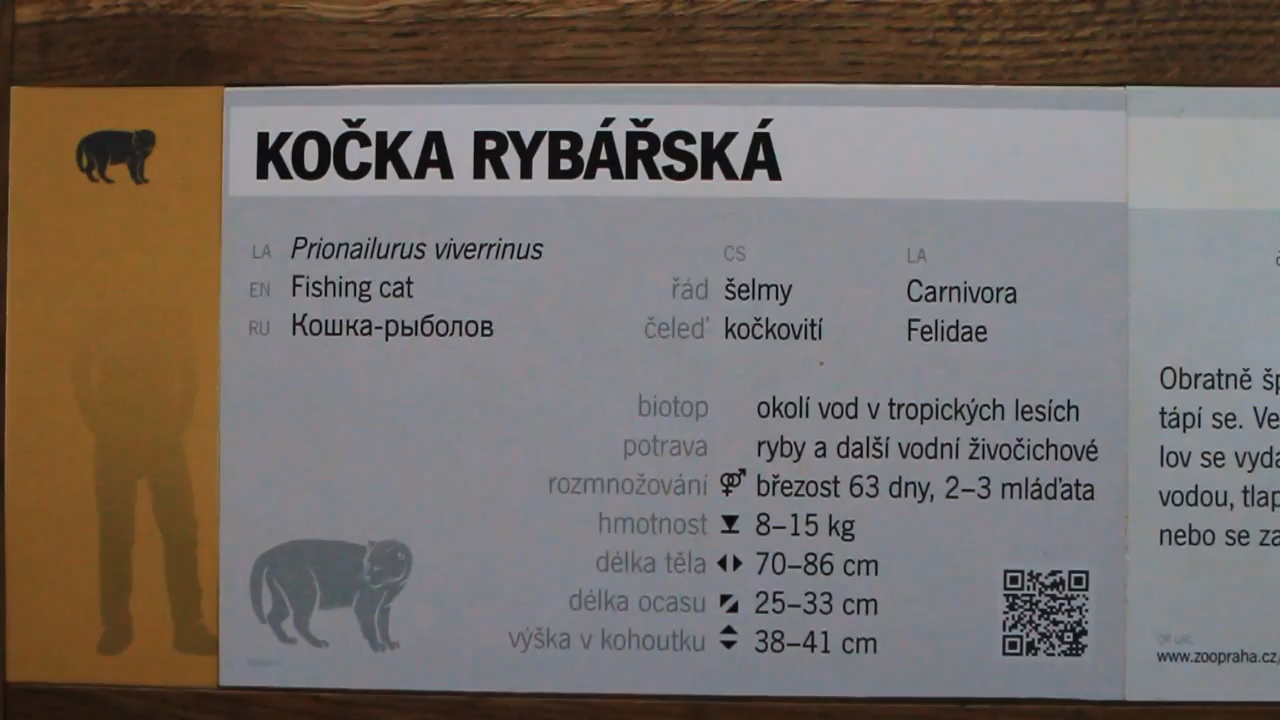 KOČKA RYBÁŘSKÁ
LA Prionailurus viverrinus
EN Fishing cat
RU Кошка-рыболов
CS LA
řád šelmy Carnivora
čeleď kočkovití Felidae
biotop okolí vod v tropických lesích
potrava ryby a další vodní živočichové
rozmnožování březost 63 dny, 2–3 mláďata
hmotnost 8–15 kg
délka těla 70–86 cm
délka ocasu 25–33 cm
výška v kohoutku 38–41 cm
Obratně
tápí se.
lov se
vodou,
nebo se
QR URL
www.zoopraha.cz/